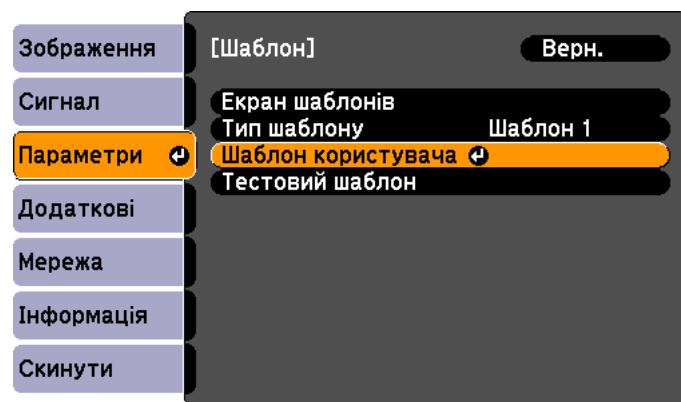 Зображення
Сигнал
Параметри
Додаткові
Мережа
Інформація
Скинути
[Шаблон] Верн.
Екран шаблонів
Тип шаблону Шаблон 1
Шаблон користувача
Тестовий шаблон